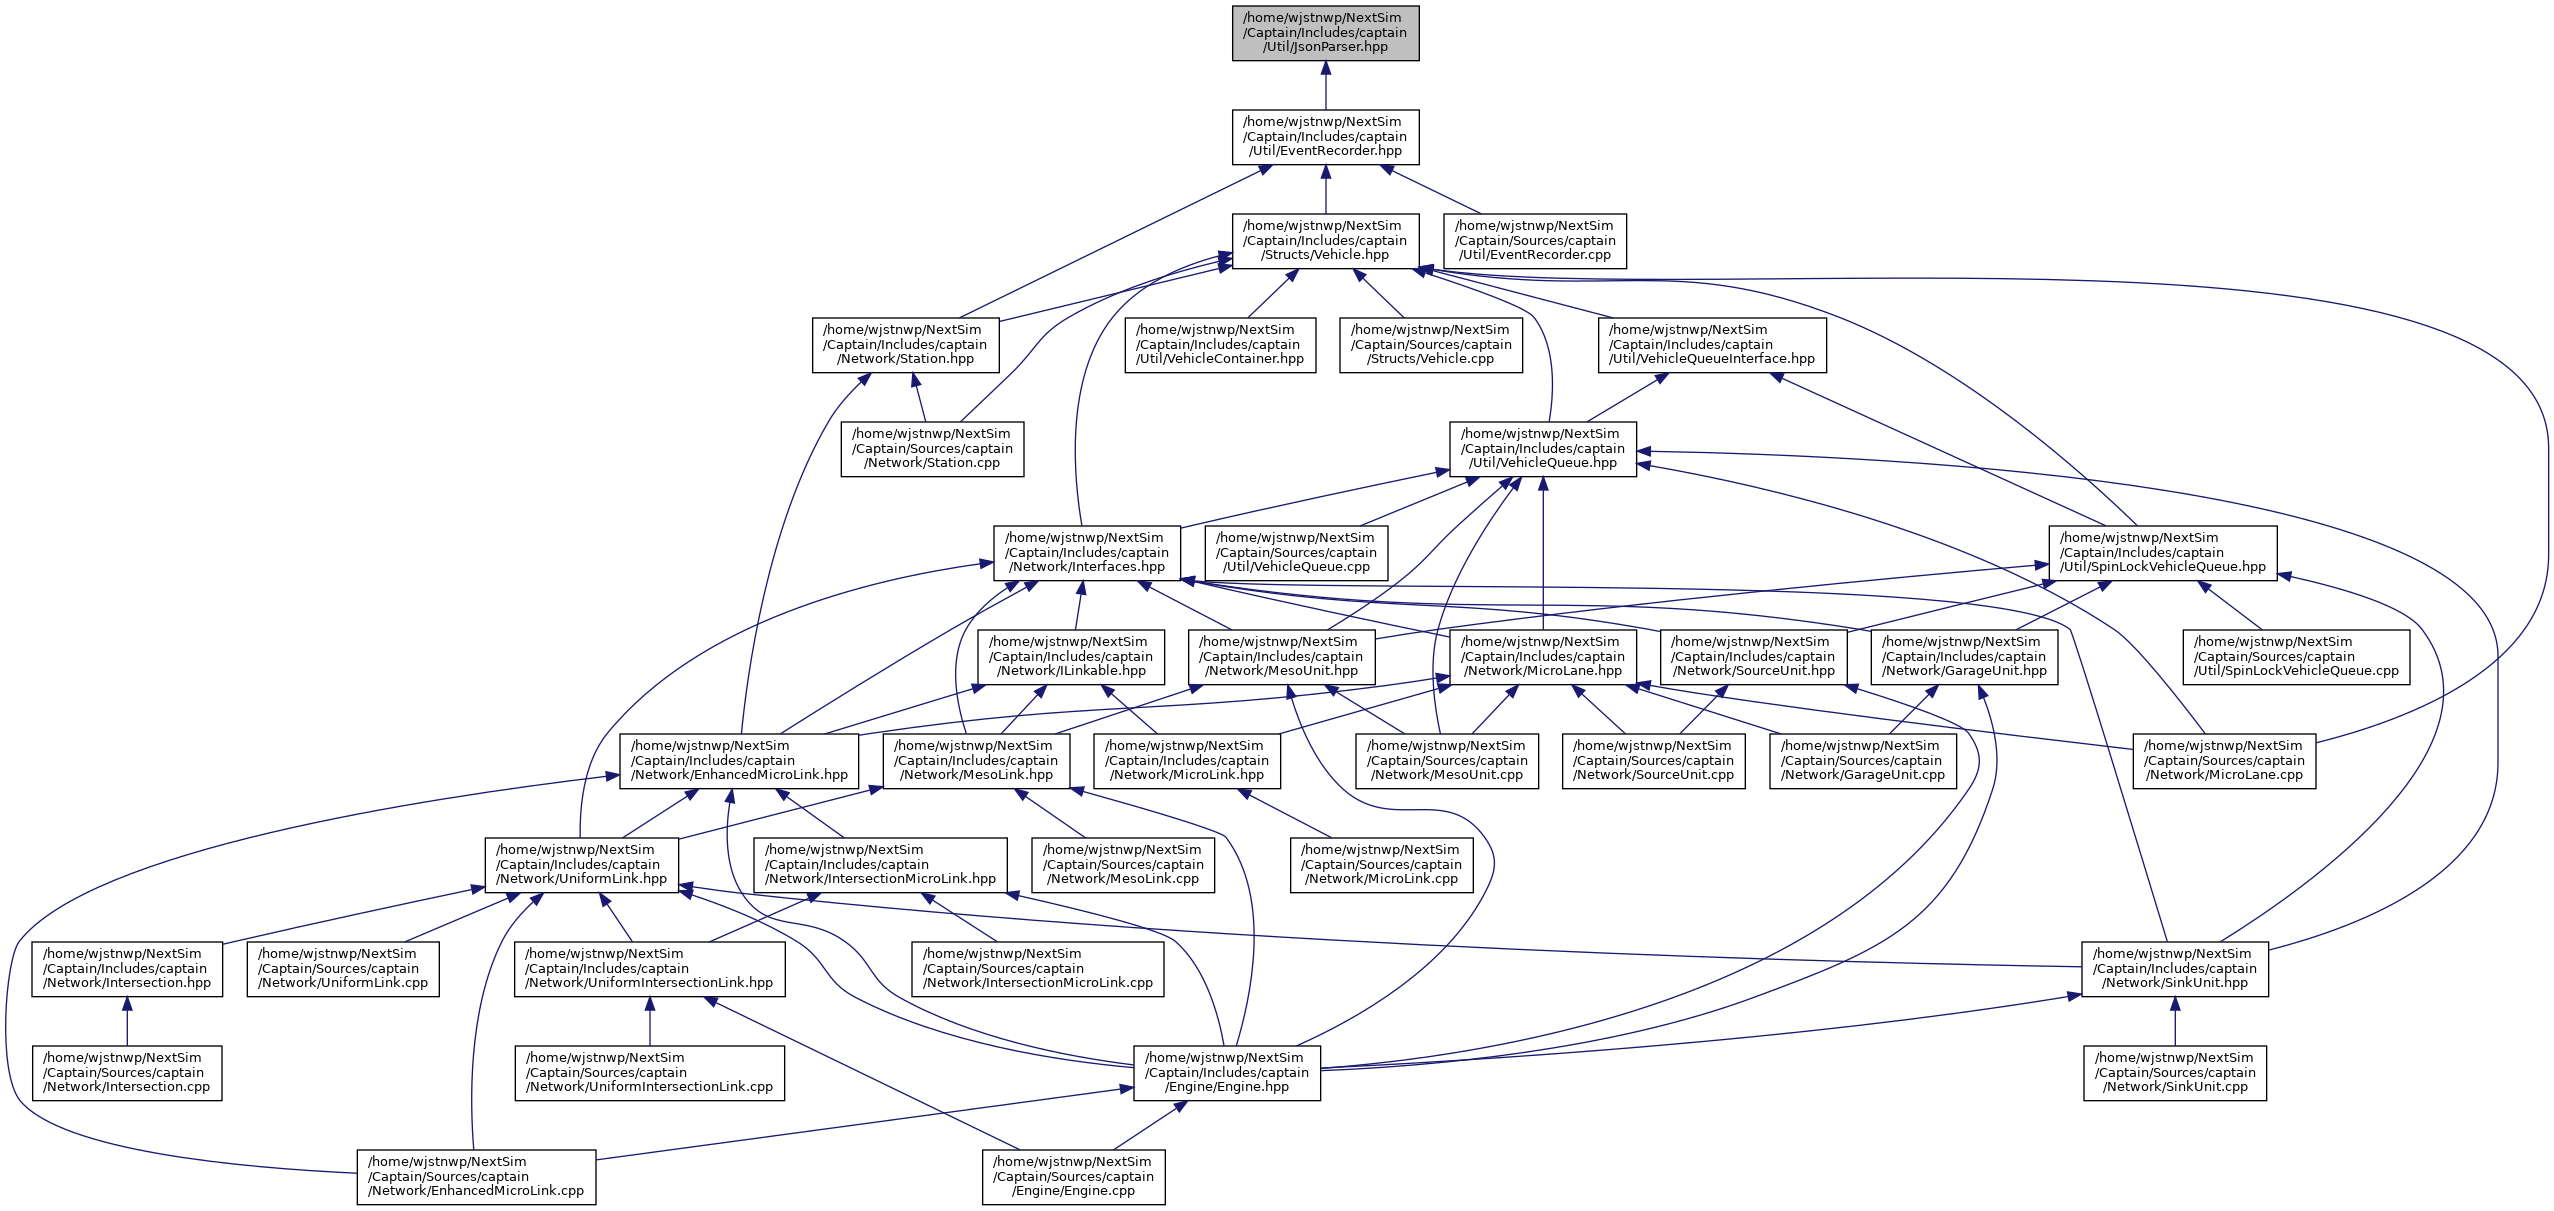 /home/wjstnwp/NextSim
/Captain/Includes/captain
/Util/JsonParser.hpp
/home/wjstnwp/NextSim
/Captain/Includes/captain
/Util/EventRecorder.hpp
/home/wjstnwp/NextSim
/Captain/Includes/captain
/Structs/Vehicle.hpp
/home/wjstnwp/NextSim
/Captain/Sources/captain
/Util/EventRecorder.cpp
/home/wjstnwp/NextSim
/Captain/Includes/captain
/Network/Station.hpp
/home/wjstnwp/NextSim
/Captain/Includes/captain
/Util/VehicleContainer.hpp
/home/wjstnwp/NextSim
/Captain/Sources/captain
/Structs/Vehicle.cpp
/home/wjstnwp/NextSim
/Captain/Includes/captain
/Util/VehicleQueueInterface.hpp
/home/wjstnwp/NextSim
/Captain/Sources/captain
/Network/Station.cpp
/home/wjstnwp/NextSim
/Captain/Includes/captain
/Util/VehicleQueue.hpp
/home/wjstnwp/NextSim
/Captain/Includes/captain
/Network/Interfaces.hpp
/home/wjstnwp/NextSim
/Captain/Sources/captain
/Util/VehicleQueue.cpp
/home/wjstnwp/NextSim
/Captain/Includes/captain
/Util/SpinLockVehicleQueue.hpp
/home/wjstnwp/NextSim
/Captain/Includes/captain
/Network/ILinkable.hpp
/home/wjstnwp/NextSim
/Captain/Includes/captain
/Network/MesoUnit.hpp
/home/wjstnwp/NextSim
/Captain/Includes/captain
/Network/MicroLane.hpp
/home/wjstnwp/NextSim
/Captain/Includes/captain
/Network/SourceUnit.hpp
/home/wjstnwp/NextSim
/Captain/Includes/captain
/Network/GarageUnit.hpp
/home/wjstnwp/NextSim
/Captain/Sources/captain
/Util/SpinLockVehicleQueue.cpp
/home/wjstnwp/NextSim
/Captain/Includes/captain
/Network/EnhancedMicroLink.hpp
/home/wjstnwp/NextSim
/Captain/Includes/captain
/Network/MesoLink.hpp
/home/wjstnwp/NextSim
/Captain/Includes/captain
/Network/MicroLink.hpp
/home/wjstnwp/NextSim
/Captain/Sources/captain
/Network/MesoUnit.cpp
/home/wjstnwp/NextSim
/Captain/Sources/captain
/Network/SourceUnit.cpp
/home/wjstnwp/NextSim
/Captain/Sources/captain
/Network/GarageUnit.cpp
/home/wjstnwp/NextSim
/Captain/Sources/captain
/Network/MicroLane.cpp
/home/wjstnwp/NextSim
/Captain/Includes/captain
/Network/UniformLink.hpp
/home/wjstnwp/NextSim
/Captain/Includes/captain
/Network/IntersectionMicroLink.hpp
/home/wjstnwp/NextSim
/Captain/Sources/captain
/Network/MesoLink.cpp
/home/wjstnwp/NextSim
/Captain/Sources/captain
/Network/MicroLink.cpp
/home/wjstnwp/NextSim
/Captain/Includes/captain
/Network/Intersection.hpp
/home/wjstnwp/NextSim
/Captain/Sources/captain
/Network/UniformLink.cpp
/home/wjstnwp/NextSim
/Captain/Includes/captain
/Network/UniformIntersectionLink.hpp
/home/wjstnwp/NextSim
/Captain/Sources/captain
/Network/IntersectionMicroLink.cpp
/home/wjstnwp/NextSim
/Captain/Includes/captain
/Network/SinkUnit.hpp
/home/wjstnwp/NextSim
/Captain/Sources/captain
/Network/Intersection.cpp
/home/wjstnwp/NextSim
/Captain/Sources/captain
/Network/UniformIntersectionLink.cpp
/home/wjstnwp/NextSim
/Captain/Includes/captain
/Engine/Engine.hpp
/home/wjstnwp/NextSim
/Captain/Sources/captain
/Network/SinkUnit.cpp
/home/wjstnwp/NextSim
/Captain/Sources/captain
/Network/EnhancedMicroLink.cpp
/home/wjstnwp/NextSim
/Captain/Sources/captain
/Engine/Engine.cpp